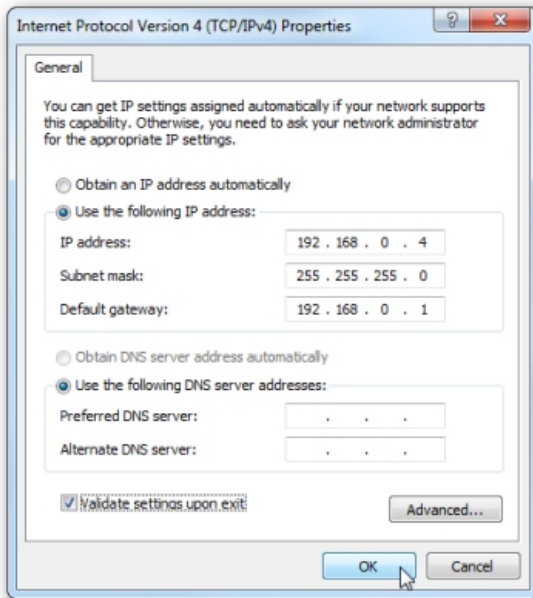 Internet Protocol Version 4 (TCP/IPv4) Properties
General
You can get IP settings assigned automatically if your network supports
this capability. Otherwise, you need to ask your network administrator
for the appropriate IP settings.
Obtain an IP address automatically
Use the following IP address:
IP address: 192 . 168 . 0 . 4
Subnet mask: 255 . 255 . 255 . 0
Default gateway: 192 . 168 . 0 . 1
Obtain DNS server address automatically
Use the following DNS server addresses:
Preferred DNS server: . . .
Alternate DNS server: . . .
Validate settings upon exit
Advanced...
OK Cancel